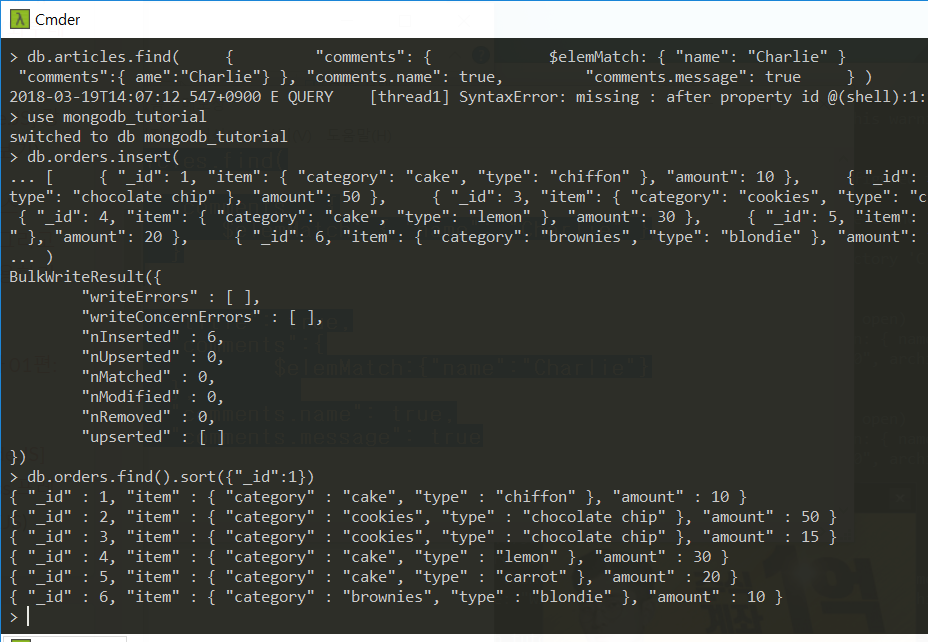 Cmder
> db.articles.find(    {         "comments": {             $elemMatch: { "name": "Charlie" }
"comments":{ ame":"Charlie"} }, "comments.name": true,         "comments.message": true     } )
2018-03-19T14:07:12.547+0900 E QUERY    [thread1] SyntaxError: missing : after property id @(shell):1:
> use mongodb_tutorial
switched to db mongodb_tutorial
> db.orders.insert(
... [     { "_id": 1, "item": { "category": "cake", "type": "chiffon" }, "amount": 10 },     { "_id":
type": "chocolate chip" }, "amount": 50 },     { "_id": 3, "item": { "category": "cookies", "type": "c
{ "_id": 4, "item": { "category": "cake", "type": "lemon" }, "amount": 30 },     { "_id": 5, "item":
" }, "amount": 20 },     { "_id": 6, "item": { "category": "brownies", "type": "blondie" }, "amount":
... )
BulkWriteResult({
        "writeErrors" : [ ],
        "writeConcernErrors" : [ ],
        "nInserted" : 6,
        "nUpserted" : 0,
        "nMatched" : 0,
        "nModified" : 0,
        "nRemoved" : 0,
        "upserted" : [ ]
})
> db.orders.find().sort({"_id":1})
{ "_id" : 1, "item" : { "category" : "cake", "type" : "chiffon" }, "amount" : 10 }
{ "_id" : 2, "item" : { "category" : "cookies", "type" : "chocolate chip" }, "amount" : 50 }
{ "_id" : 3, "item" : { "category" : "cookies", "type" : "chocolate chip" }, "amount" : 15 }
{ "_id" : 4, "item" : { "category" : "cake", "type" : "lemon" }, "amount" : 30 }
{ "_id" : 5, "item" : { "category" : "cake", "type" : "carrot" }, "amount" : 20 }
{ "_id" : 6, "item" : { "category" : "brownies", "type" : "blondie" }, "amount" : 10 }
>